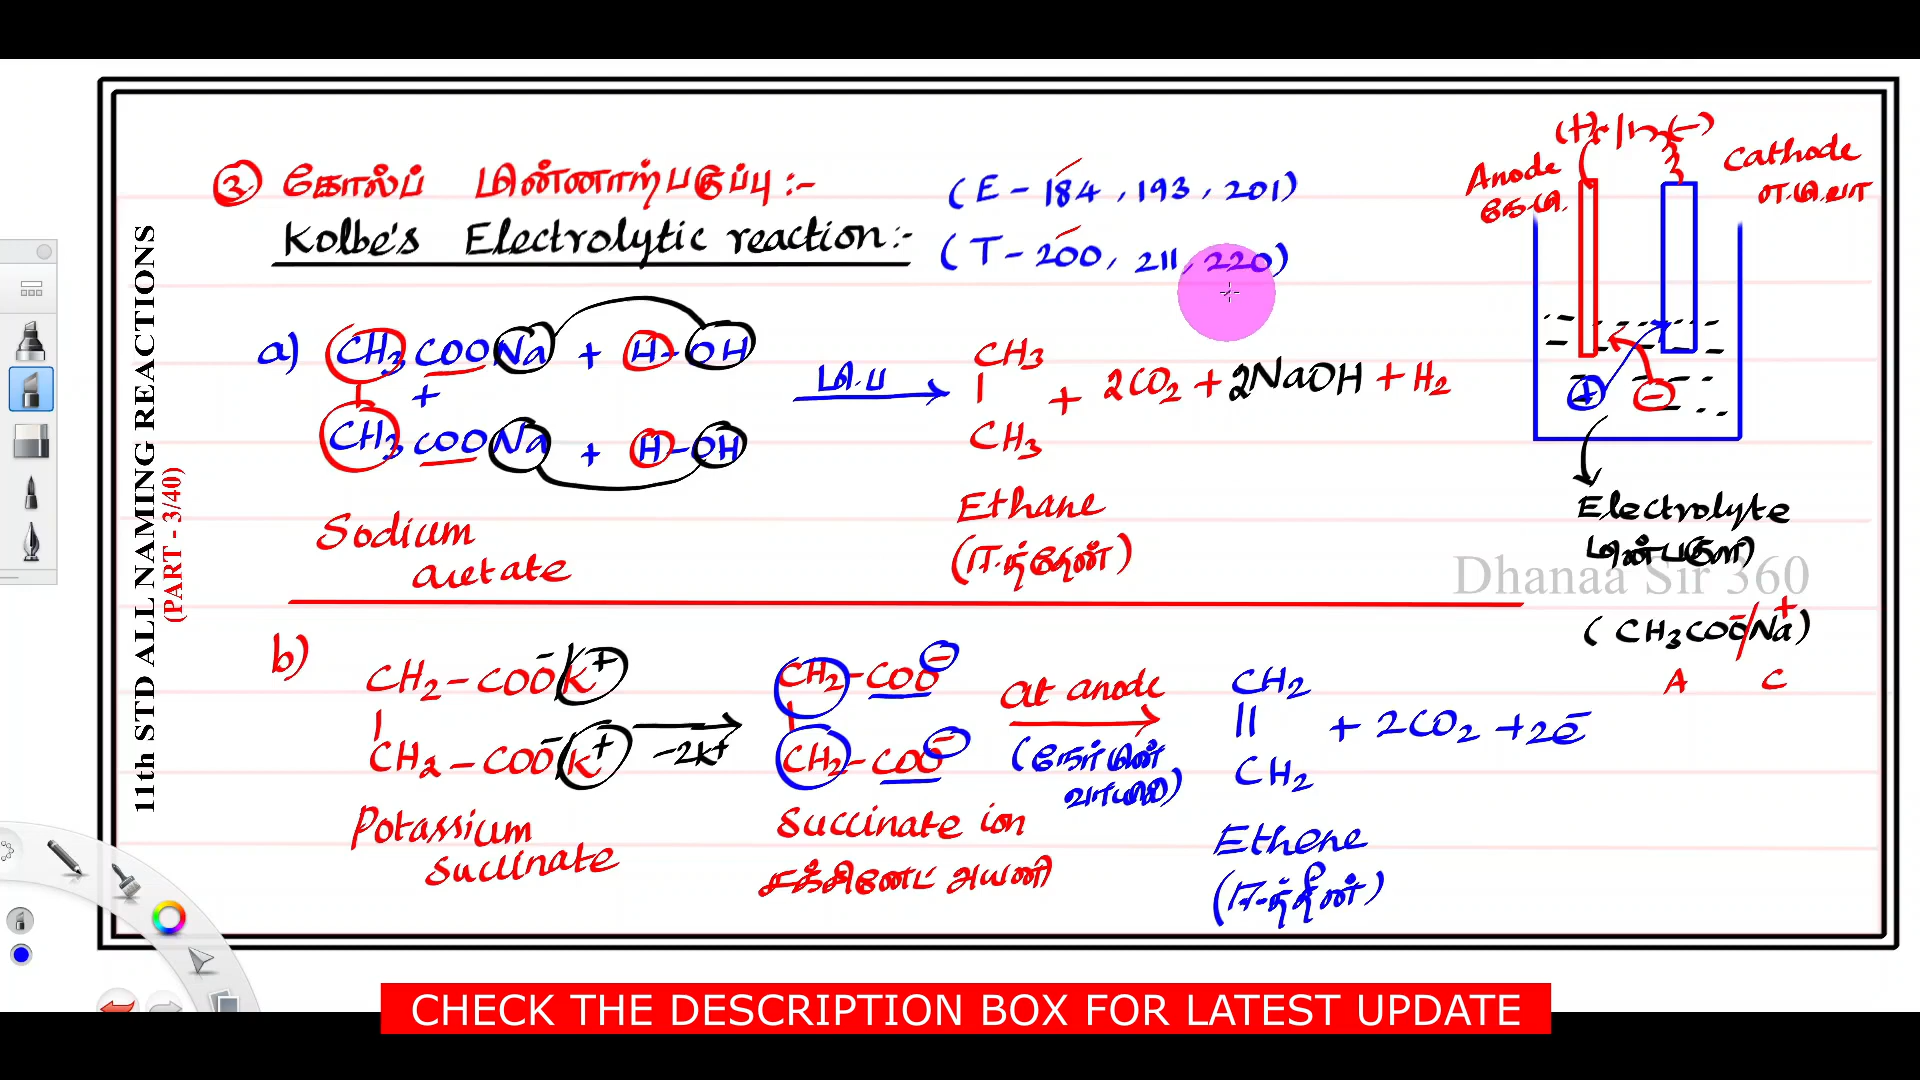 3) கோல்ப் மின்னாற்பகுப்பு :-
(E - 184, 193, 201)
Kolbe's Electrolytic reaction:-
(T - 200, 211, 220)
a) CH3COONa + H-OH
+
CH3COONa + H-OH
மி.ப
CH3
|
CH3
+ 2CO2 + 2NaOH + H2
Sodium acetate
Ethane
(ஈத்தேன்)
(+) (-)
Anode
Cathode
+ -
Electrolyte
மின்பகுளி
(CH3COO-/Na+)
A C
Dhanaa Sir 360
b)
CH2-COO-K+
|
CH2-COO-K+
-2K+
Potassium succinate
CH2-COO-
|
CH2-COO-
Succinate ion
சக்சினேட் அயனி
at anode
(நேர்மின் வாயில்)
CH2
||
CH2
+ 2CO2 + 2e-
Ethene
(ஈத்தீன்)
11th STD ALL NAMING REACTIONS
(PART - 3/40)
CHECK THE DESCRIPTION BOX FOR LATEST UPDATE